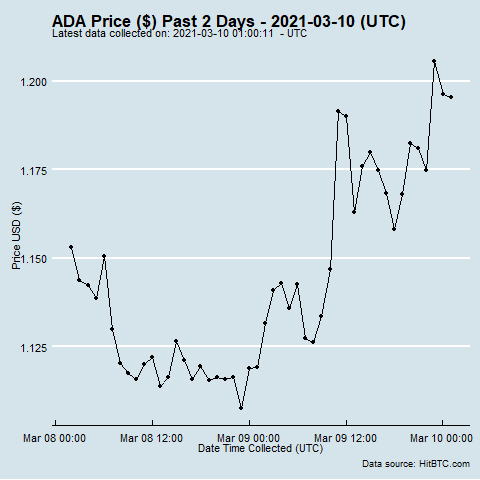 ADA Price ($) Past 2 Days - 2021-03-10 (UTC)
Latest data collected on: 2021-03-10 01:00:11  - UTC
1.200
1.175
1.150
1.125
Price USD ($)
Mar 08 00:00 Mar 08 12:00 Mar 09 00:00 Mar 09 12:00 Mar 10 00:00
Date Time Collected (UTC)
Data source: HitBTC.com